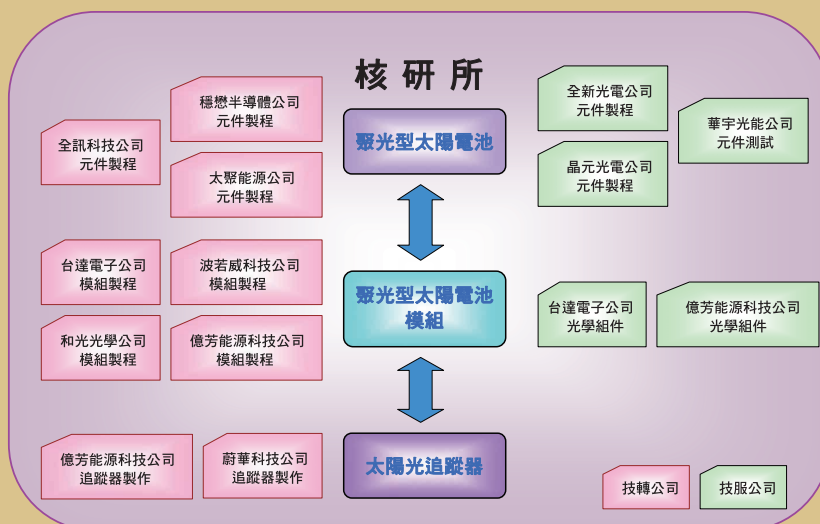 核研所
穩懋半導體公司
元件製程
全訊科技公司
元件製程
太聚能源公司
元件製程
聚光型太陽電池
全新光電公司
元件製程
華宇光能公司
元件測試
晶元光電公司
元件製程
台達電子公司
模組製程
波若威科技公司
模組製程
和光光學公司
模組製程
億芳能源科技公司
模組製程
聚光型太陽電池
模組
台達電子公司
光學組件
億芳能源科技公司
光學組件
億芳能源科技公司
追蹤器製作
蔚華科技公司
追蹤器製作
太陽光追蹤器
技轉公司
技服公司